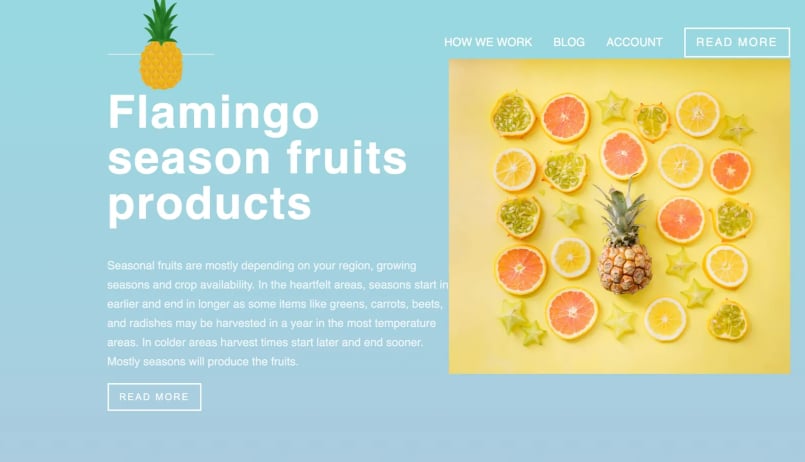 HOW WE WORK BLOG ACCOUNT READ MORE
Flamingo
season fruits
products
Seasonal fruits are mostly depending on your region, growing
seasons and crop availability. In the heartfelt areas, seasons start in
earlier and end in longer as some items like greens, carrots, beets,
and radishes may be harvested in a year in the most temperature
areas. In colder areas harvest times start later and end sooner.
Mostly seasons will produce the fruits.
READ MORE